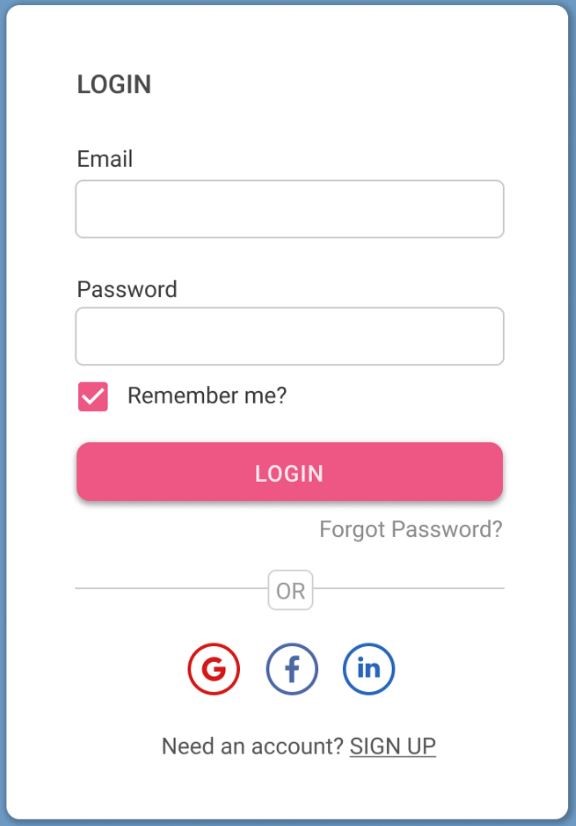 LOGIN
Email
Password
Remember me?
LOGIN
Forgot Password?
OR
G f in
Need an account? SIGN UP